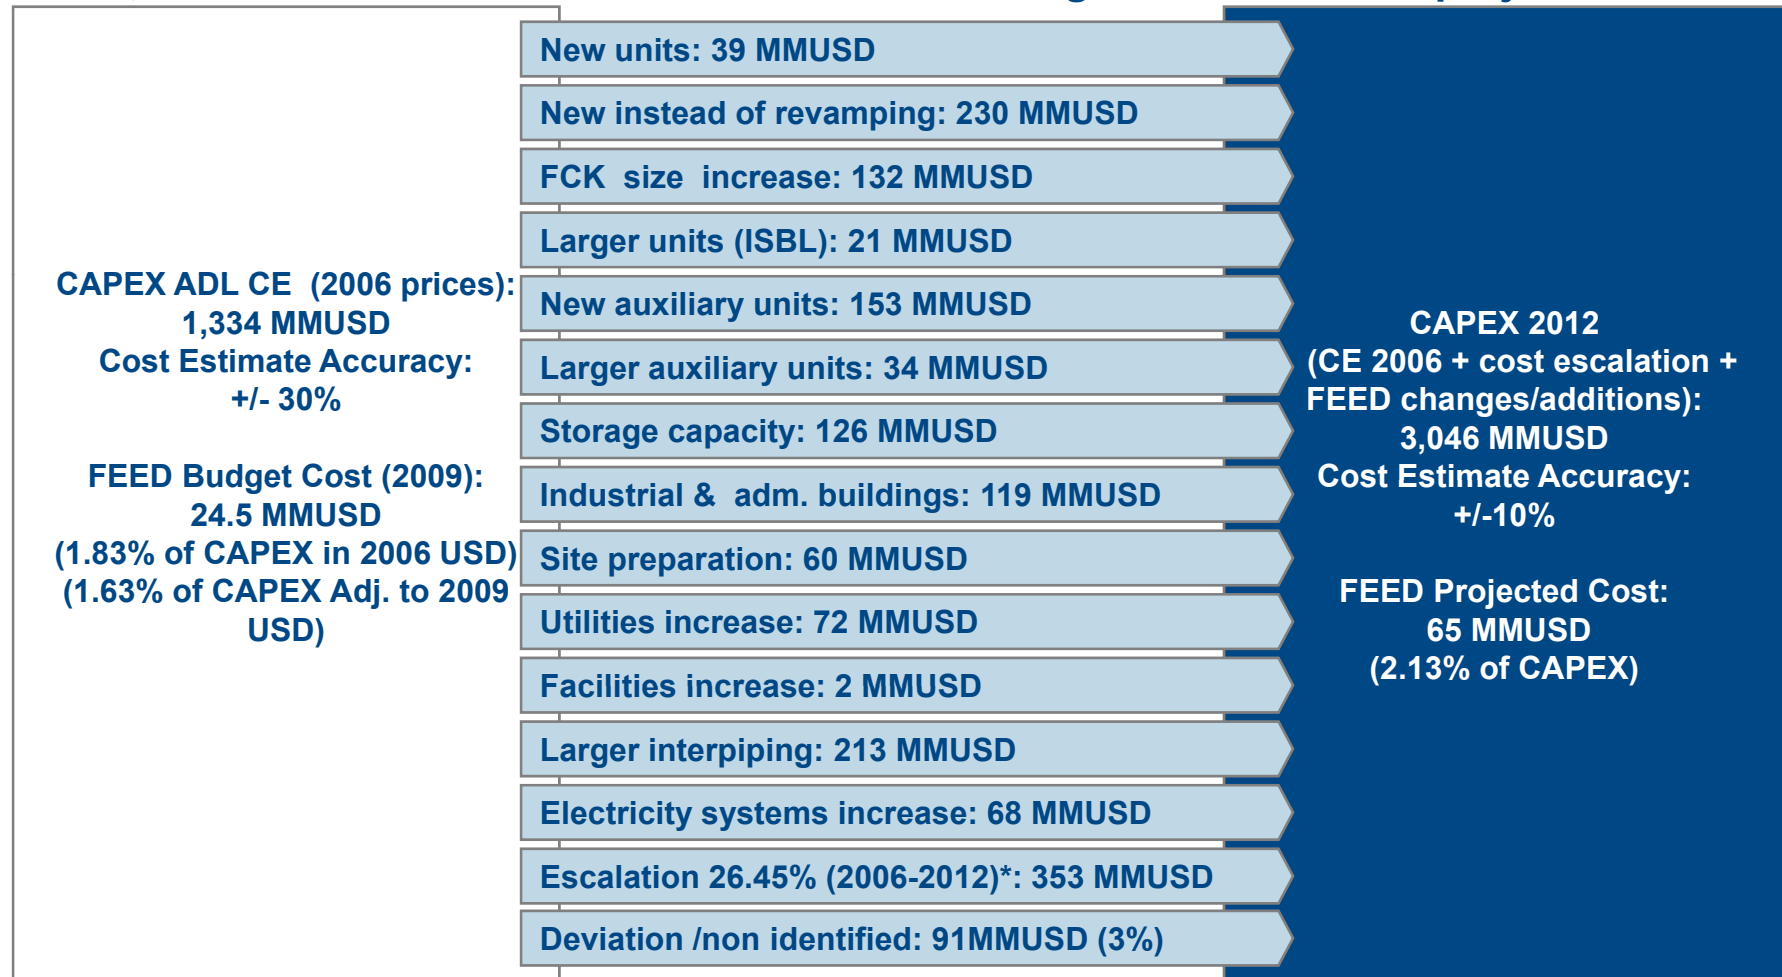 CAPEX ADL CE (2006 prices):
1,334 MMUSD
Cost Estimate Accuracy:
+/- 30%
FEED Budget Cost (2009):
24.5 MMUSD
(1.83% of CAPEX in 2006 USD)
(1.63% of CAPEX Adj. to 2009
USD)
New units: 39 MMUSD
New instead of revamping: 230 MMUSD
FCK size increase: 132 MMUSD
Larger units (ISBL): 21 MMUSD
New auxiliary units: 153 MMUSD
Larger auxiliary units: 34 MMUSD
Storage capacity: 126 MMUSD
Industrial & adm. buildings: 119 MMUSD
Site preparation: 60 MMUSD
Utilities increase: 72 MMUSD
Facilities increase: 2 MMUSD
Larger interpiping: 213 MMUSD
Electricity systems increase: 68 MMUSD
Escalation 26.45% (2006-2012)*: 353 MMUSD
Deviation /non identified: 91MMUSD (3%)
CAPEX 2012
(CE 2006 + cost escalation +
FEED changes/additions):
3,046 MMUSD
Cost Estimate Accuracy:
+/-10%
FEED Projected Cost:
65 MMUSD
(2.13% of CAPEX)